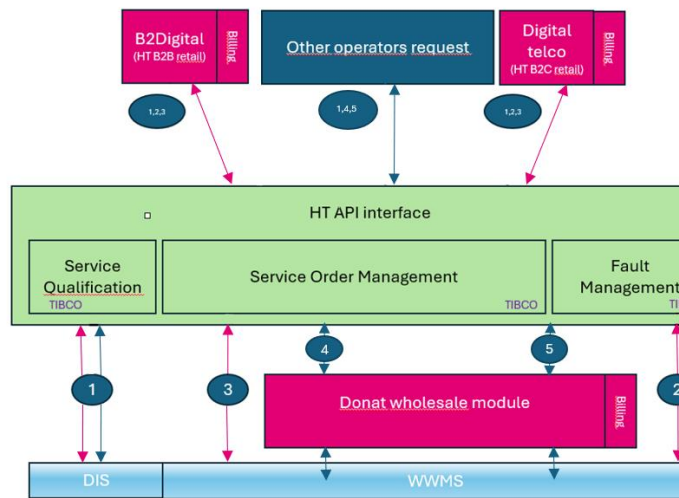 B2Digital
(HT B2B retail)
Billing
Other operators request
Digital
telco
(HT B2C retail)
Billing
1,2,3
1,4,5
1,2,3
HT API interface
Service
Qualification
TIBCO
Service Order Management
TIBCO
Fault
Management
TI
1
3
4
5
2
Donat wholesale module
Billing
DIS
WWMS